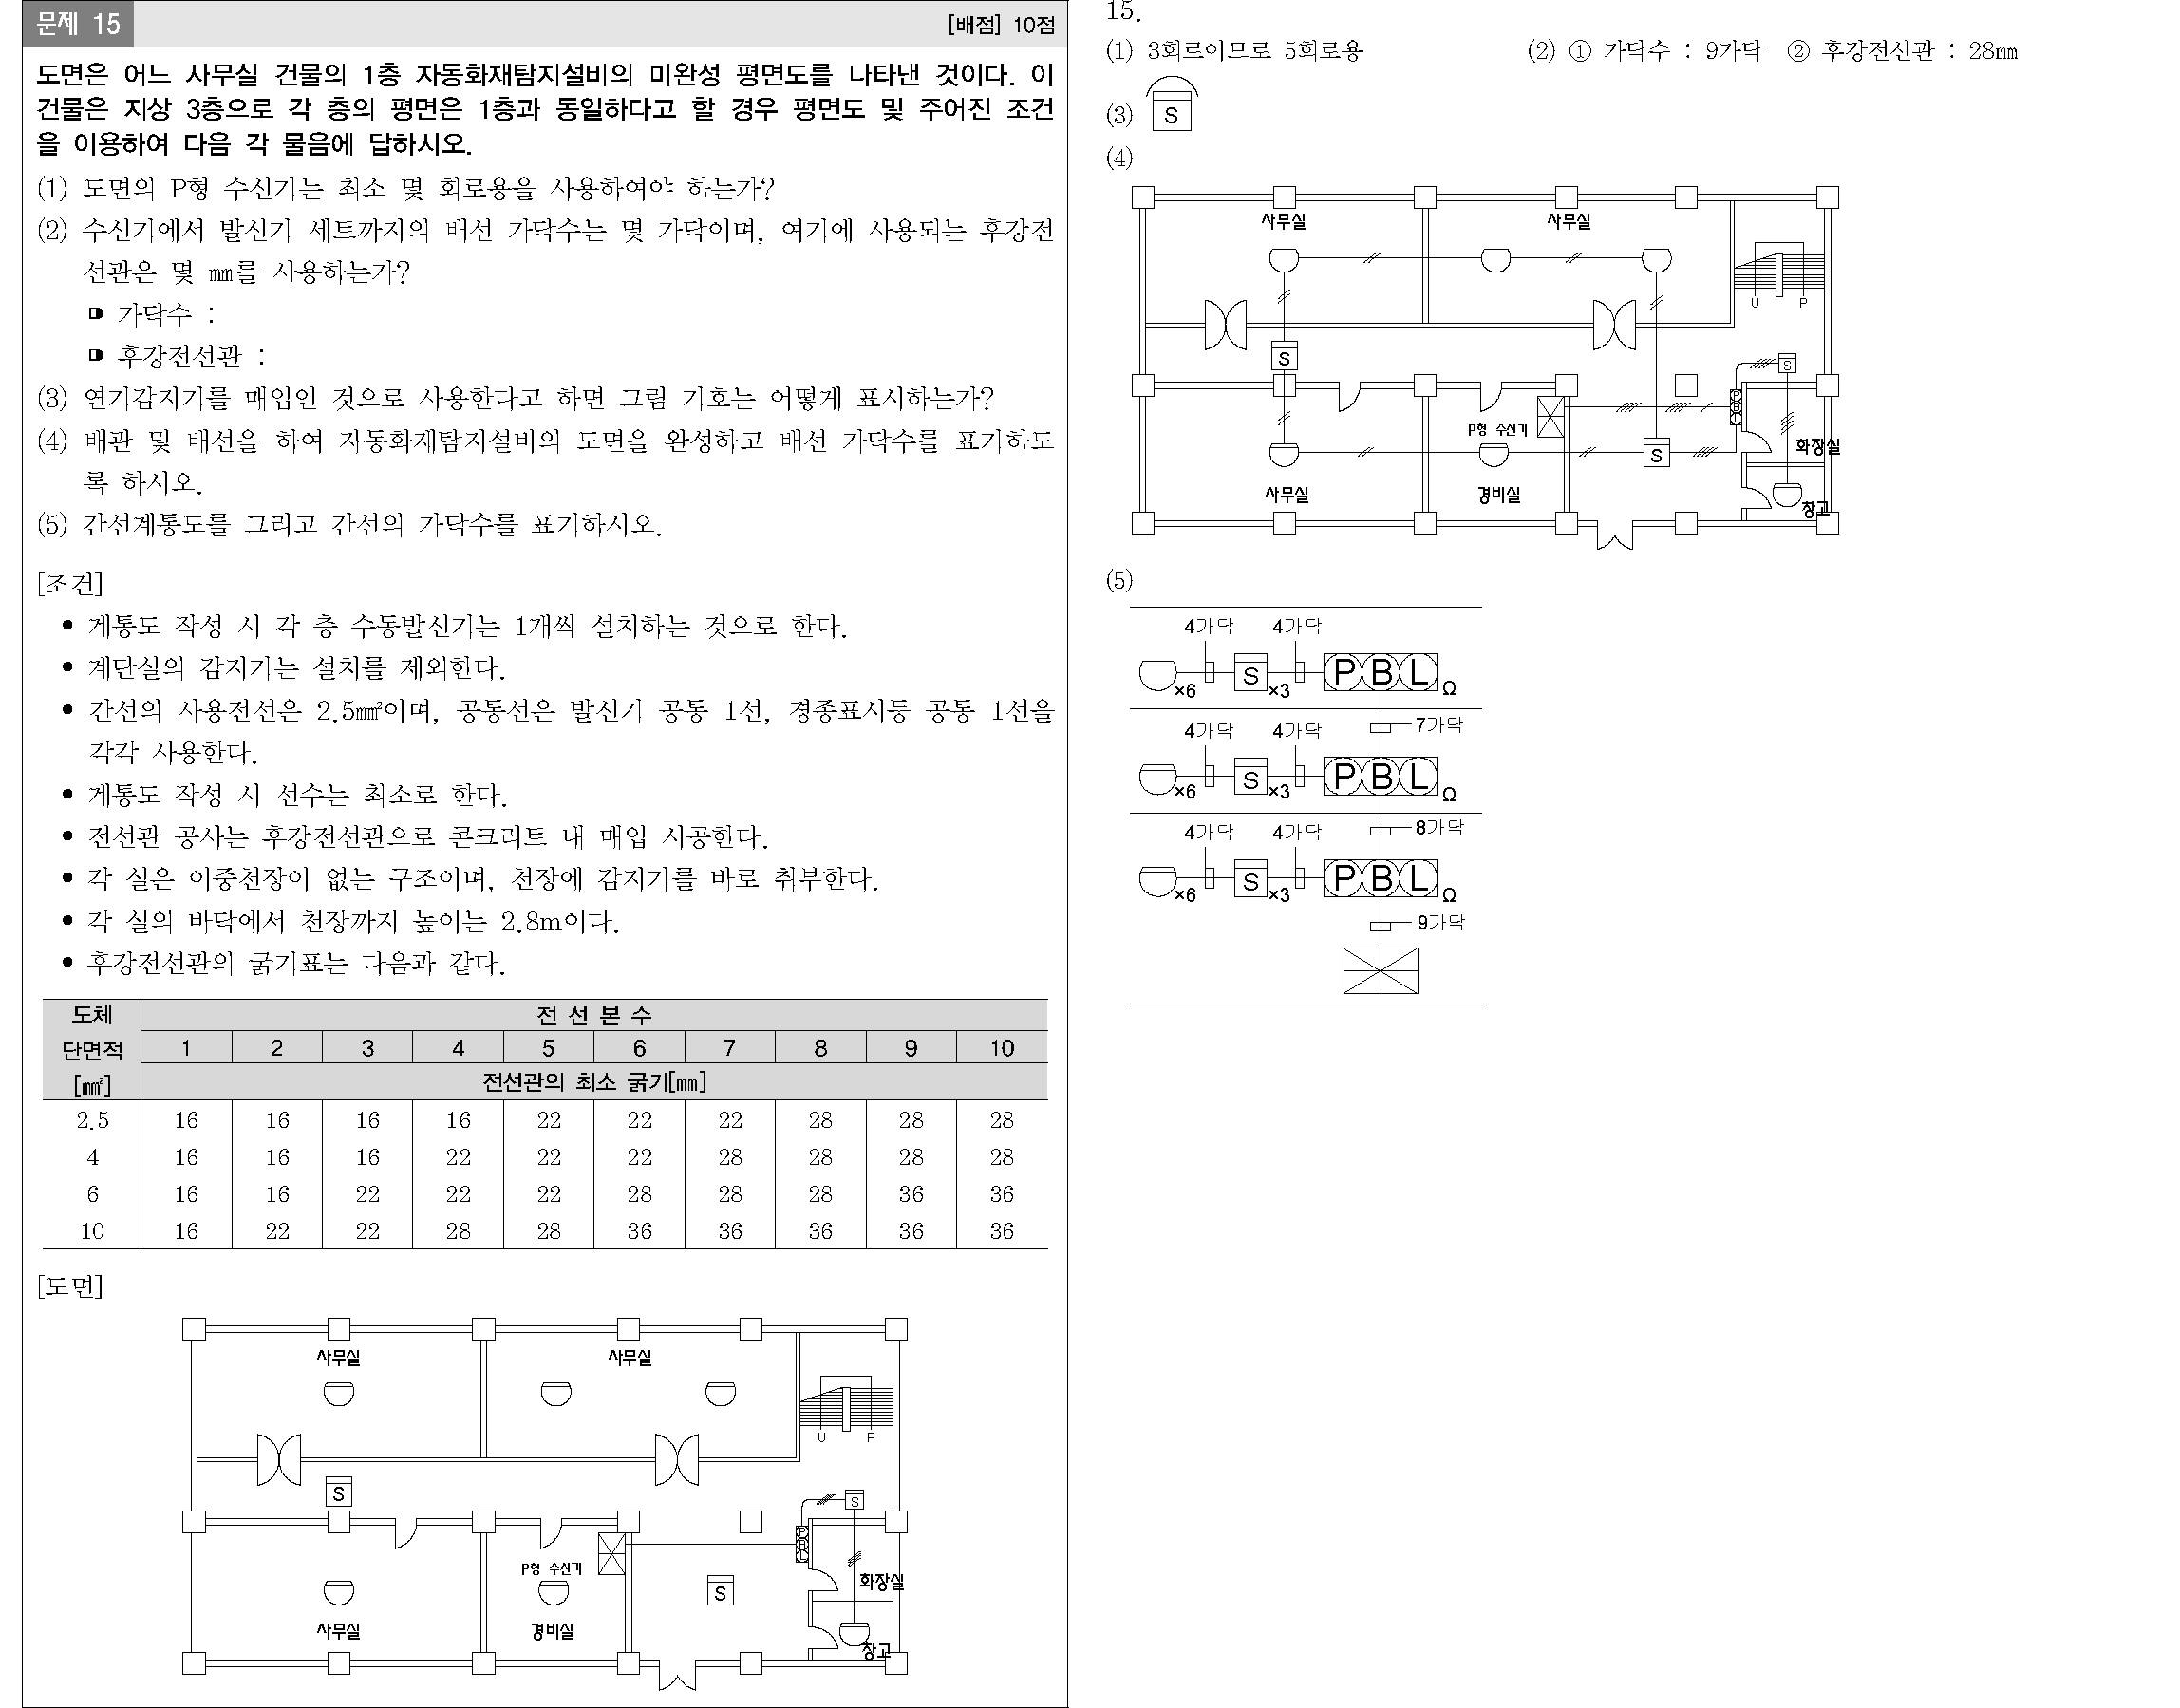 문제 15
[배점] 10점
도면은 어느 사무실 건물의 1층 자동화재탐지설비의 미완성 평면도를 나타낸 것이다. 이
건물은 지상 3층으로 각 층의 평면은 1층과 동일하다고 할 경우 평면도 및 주어진 조건
을 이용하여 다음 각 물음에 답하시오.
(1) 도면의 P형 수신기는 최소 몇 회로용을 사용하여야 하는가?
(2) 수신기에서 발신기 세트까지의 배선 가닥수는 몇 가닥이며, 여기에 사용되는 후강전
선관은 몇 ㎜를 사용하는가?
가닥수 :
후강전선관 :
(3) 연기감지기를 매입인 것으로 사용한다고 하면 그림 기호는 어떻게 표시하는가?
(4) 배관 및 배선을 하여 자동화재탐지설비의 도면을 완성하고 배선 가닥수를 표기하도
록 하시오.
(5) 간선계통도를 그리고 간선의 가닥수를 표기하시오.
[조건]
• 계통도 작성 시 각 층 수동발신기는 1개씩 설치하는 것으로 한다.
• 계단실의 감지기는 설치를 제외한다.
• 간선의 사용전선은 2.5㎟이며, 공통선은 발신기 공통 1선, 경종표시등 공통 1선을
각각 사용한다.
• 계통도 작성 시 선수는 최소로 한다.
• 전선관 공사는 후강전선관으로 콘크리트 내 매입 시공한다.
• 각 실은 이중천장이 없는 구조이며, 천장에 감지기를 바로 취부한다.
• 각 실의 바닥에서 천장까지 높이는 2.8m이다.
• 후강전선관의 굵기표는 다음과 같다.
도체 단면적 [㎟]
전 선 본 수
1 2 3 4 5 6 7 8 9 10
전선관의 최소 굵기[㎜]
2.5 16 16 16 16 22 22 22 28 28 28
4 16 16 16 22 22 22 28 28 28 28
6 16 16 22 22 22 28 28 28 36 36
10 16 22 22 28 28 36 36 36 36 36
[도면]
사무실 사무실
U P
S
S
P
B
L
P형 수신기
화장실
S
사무실 경비실
창고
15.
(1) 3회로이므로 5회로용
(2) ① 가닥수 : 9가닥 ② 후강전선관 : 28㎜
(3) S
(4)
사무실 사무실
U P
S
S
P
B
L
P형 수신기
화장실
S
사무실 경비실
창고
(5)
4가닥 4가닥
×6 S ×3 P B L Ω
7가닥
4가닥 4가닥
×6 S ×3 P B L Ω
8가닥
4가닥 4가닥
×6 S ×3 P B L Ω
9가닥